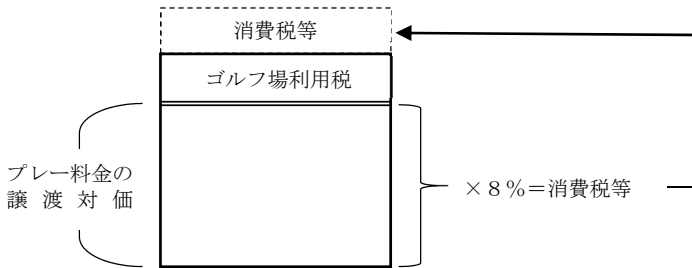 消費税等
ゴルフ場利用税
プレー料金の
譲渡対価
×８％＝消費税等